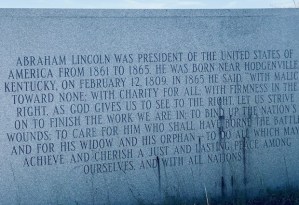 ABRAHAM LINCOLN WAS PRESIDENT OF THE UNITED STATES OF
AMERICA FROM 1861 TO 1865. HE WAS BORN NEAR HODGENVILLE,
KENTUCKY, ON FEBRUARY 12, 1809. IN 1865 HE SAID, "WITH MALICE
TOWARD NONE; WITH CHARITY FOR ALL; WITH FIRMNESS IN THE
RIGHT, AS GOD GIVES US TO SEE THE RIGHT, LET US STRIVE
ON TO FINISH THE WORK WE ARE IN; TO BIND UP THE NATION'S
WOUNDS; TO CARE FOR HIM WHO SHALL HAVE BORNE THE BATTLE
AND FOR HIS WIDOW AND HIS ORPHAN; TO DO ALL WHICH MAY
ACHIEVE AND CHERISH A JUST AND LASTING PEACE AMONG
OURSELVES, AND WITH ALL NATIONS